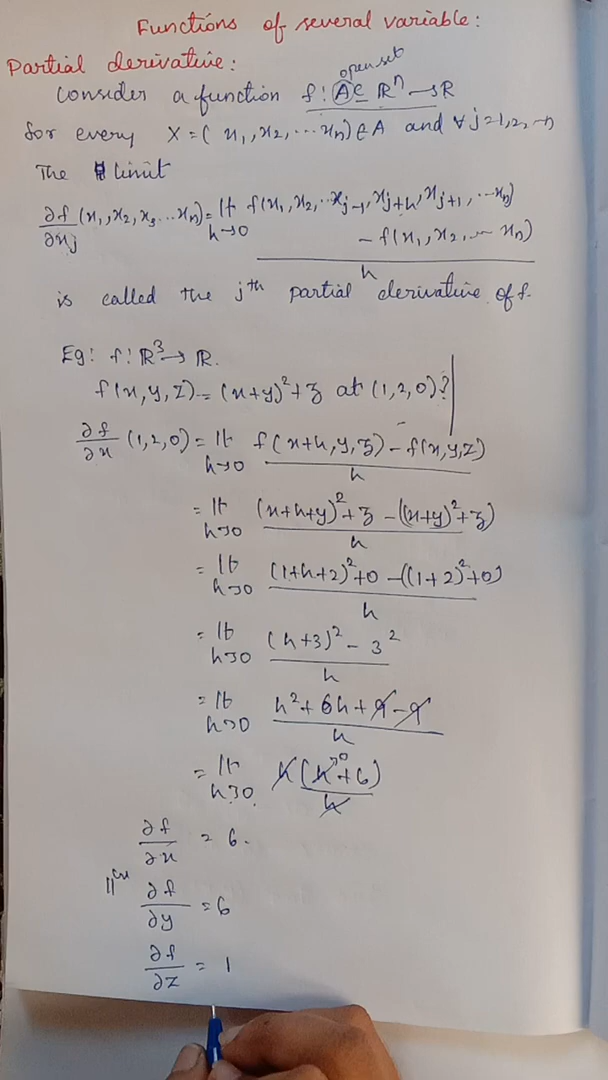 Functions of several variable:
Partial derivative:
open set
Consider a function f: A ⊆ ℝⁿ → ℝ
for every X = (x₁, x₂, ... xₙ) ∈ A and ∀ j = 1, 2, ... n
The limit
∂f/∂xⱼ (x₁, x₂, x₃ ... xₙ) = lt h→0 [f(x₁, x₂, ... xⱼ₋₁, xⱼ+h, xⱼ₊₁, ... xₙ) − f(x₁, x₂, ... xₙ)] / h
is called the jᵗʰ partial derivative of f.
Eg: f: ℝ³ → ℝ.
f(x, y, z) = (x+y)² + z at (1, 2, 0)?
∂f/∂x (1, 2, 0) = lt h→0 [f(x+h, y, z) − f(x, y, z)] / h
= lt h→0 [(x+h+y)² + z − ((x+y)² + z)] / h
= lt h→0 [(1+h+2)² + 0 − ((1+2)² + 0)] / h
= lt h→0 [(h+3)² − 3²] / h
= lt h→0 [h² + 6h + 9 − 9] / h
= lt h→0 h(h→0 + 6) / h
∂f/∂x = 6.
||ly ∂f/∂y = 6
∂f/∂z = 1